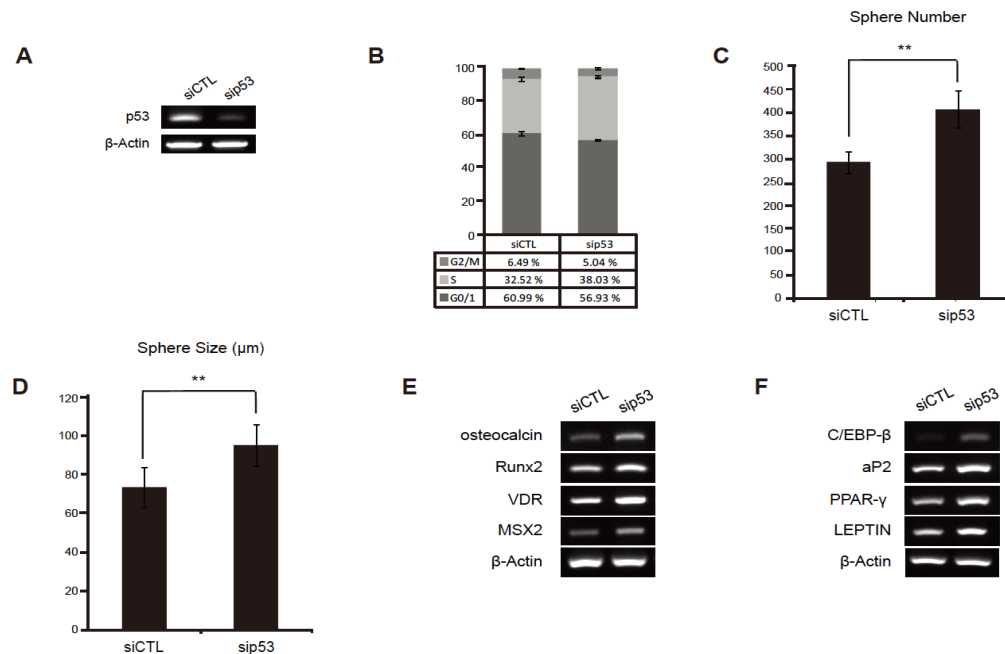 A
siCTL sip53
p53
β-Actin
B
100
80
60
40
20
0
siCTL sip53
G2/M 6.49 % 5.04 %
S 32.52 % 38.03 %
G0/1 60.99 % 56.93 %
C
Sphere Number
**
500
450
400
350
300
250
200
150
100
50
0
siCTL sip53
D
Sphere Size (μm)
**
120
100
80
60
40
20
0
siCTL sip53
E
siCTL sip53
osteocalcin
Runx2
VDR
MSX2
β-Actin
F
siCTL sip53
C/EBP-β
aP2
PPAR-γ
LEPTIN
β-Actin